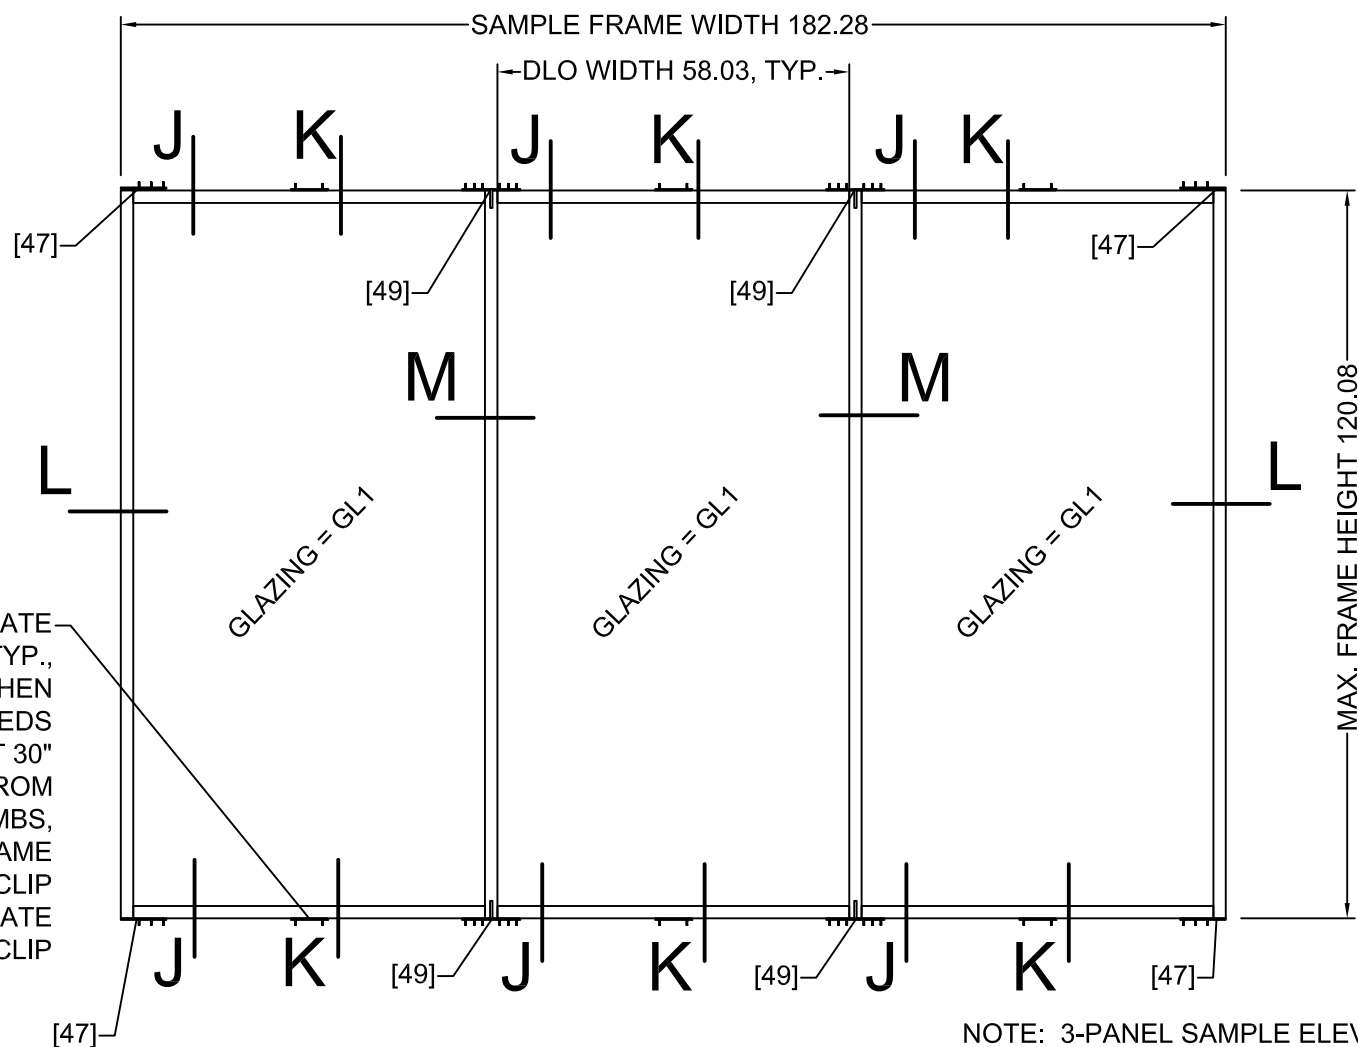 SAMPLE FRAME WIDTH 182.28
DLO WIDTH 58.03, TYP.
J K J K J K
[47] [49] [49] [47]
M M
L L
MAX. FRAME HEIGHT 120.08
GLAZING = GL1 GLAZING = GL1 GLAZING = GL1
ATE
TYP.,
HEN
EDS
T 30"
ROM
MBS,
AME
CLIP
ATE
CLIP
J K J K J K
[47] [49] [49] [47]
NOTE: 3-PANEL SAMPLE ELEV